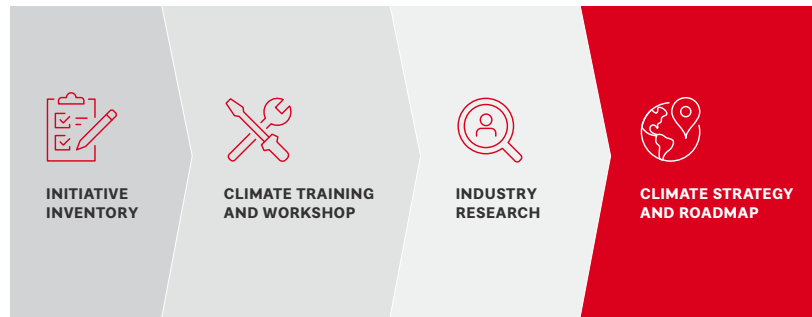 INITIATIVE
INVENTORY
CLIMATE TRAINING
AND WORKSHOP
INDUSTRY
RESEARCH
CLIMATE STRATEGY
AND ROADMAP